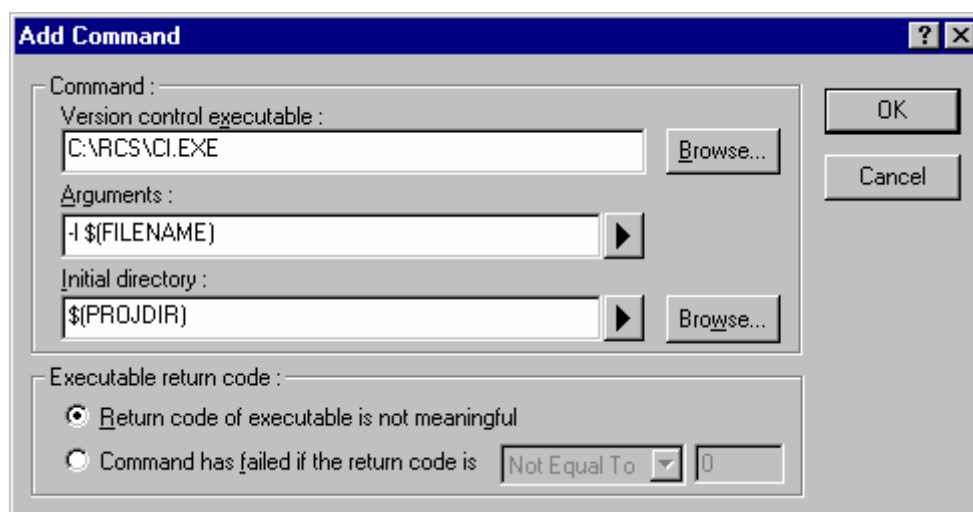 Add Command
Command :
Version control executable :
C:\RCS\CI.EXE
Browse...
Arguments :
-l $(FILENAME)
Initial directory :
$(PROJDIR)
Browse...
OK
Cancel
Executable return code :
Return code of executable is not meaningful
Command has failed if the return code is Not Equal To 0